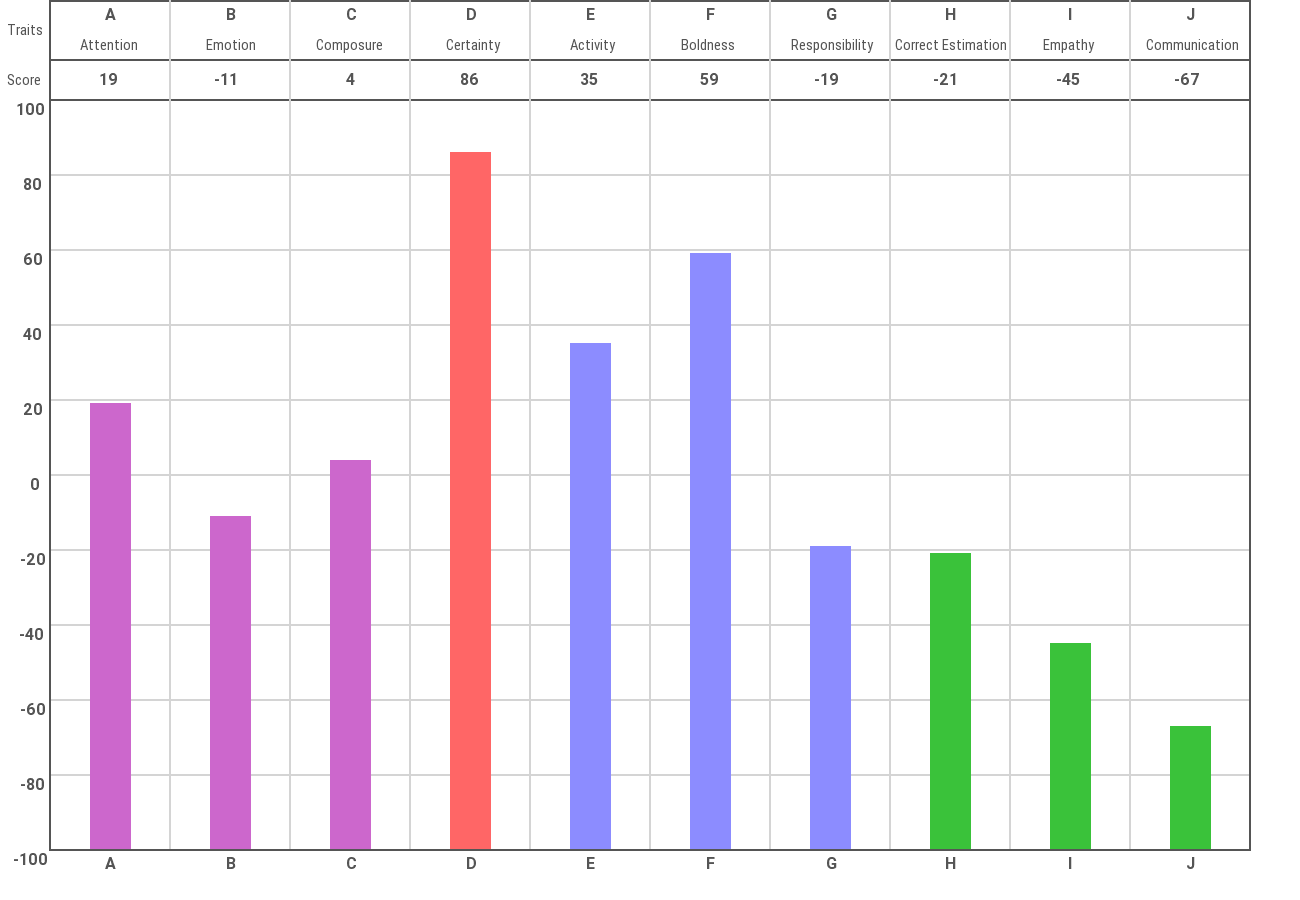 Traits A B C D E F G H I J
Attention Emotion Composure Certainty Activity Boldness Responsibility Correct Estimation Empathy Communication
Score 19 -11 4 86 35 59 -19 -21 -45 -67
100
80
60
40
20
0
-20
-40
-60
-80
-100
A B C D E F G H I J